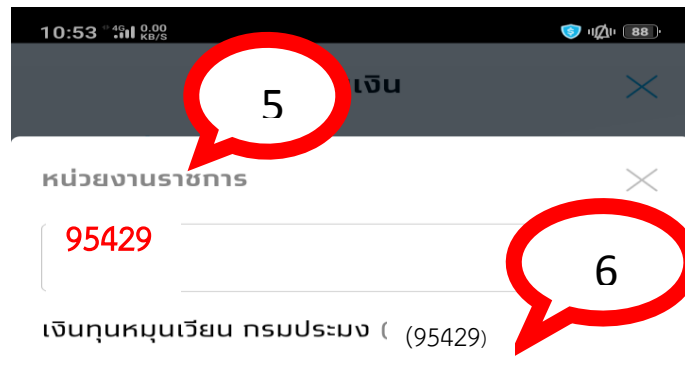 10:53 4G 0.00 KB/S 88
5 เงิน
หน่วยงานราชการ
95429
6
เงินทุนหมุนเวียน กรมประมง ( (95429)